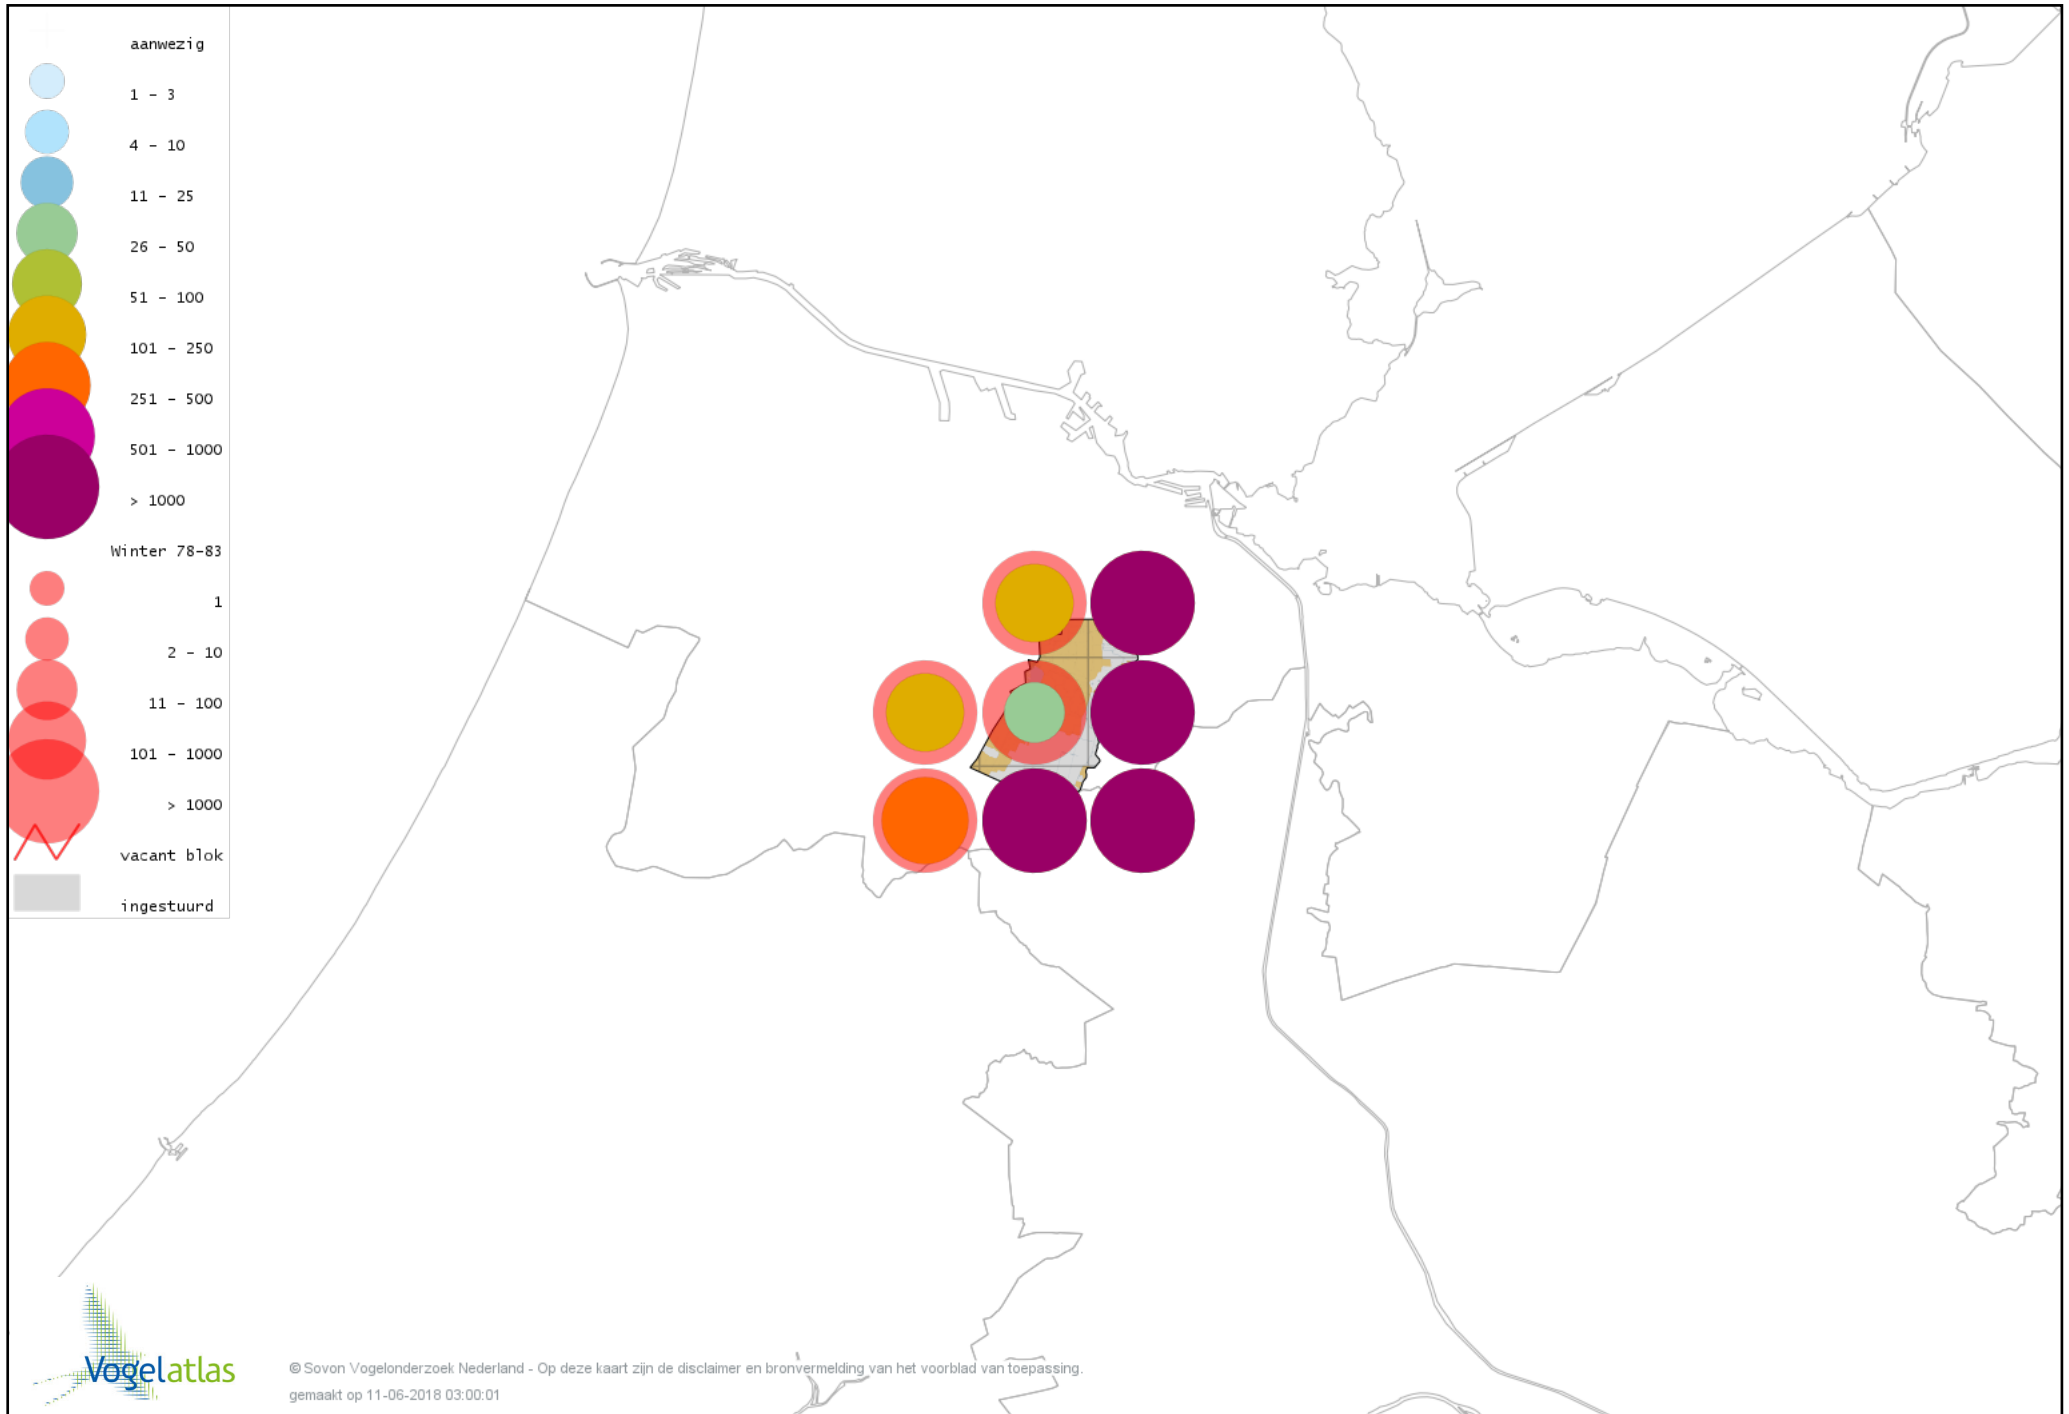 aanwezig
1 - 3
4 - 10
11 - 25
26 - 50
51 - 100
101 - 250
251 - 500
501 - 1000
> 1000
Winter 78-83
1
2 - 10
11 - 100
101 - 1000
> 1000
vacant blok
ingestuurd
Vogelatlas
© Sovon Vogelonderzoek Nederland - Op deze kaart zijn de disclaimer en bronvermelding van het voorblad van toepassing.
gemaakt op 11-06-2018 03:00:01